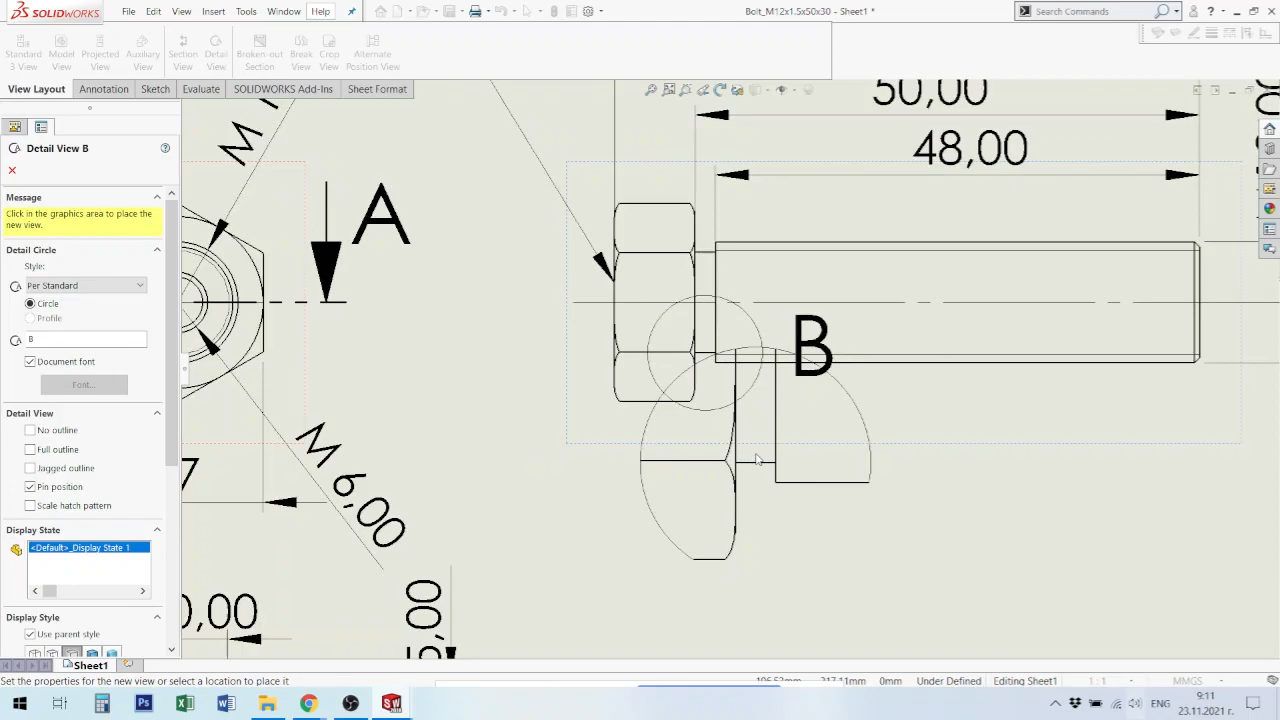 SOLIDWORKS File Edit View Insert Tools Window Help Bolt_M12x1.5x50x30 - Sheet1 * Search Commands
Standard 3 View Model View Projected View Auxiliary View Section View Detail View Broken-out Section Break View Crop View Alternate Position View
View Layout Annotation Sketch Evaluate SOLIDWORKS Add-Ins Sheet Format
50,00
48,00
A
B
M 6,00
Detail View B
Message
Click in the graphics area to place the
new view.
Detail Circle
Style:
Per Standard
Circle
Profile
B
Document font
Font...
Detail View
No outline
Full outline
Jagged outline
Pin position
Scale hatch pattern
Display State
<Default>_Display State 1
Display Style
Use parent style
Sheet1
Set the properties for the new view or select a location to place it
217.11mm 0mm Under Defined Editing Sheet1 1 : 1 MMGS
ENG
9:11
23.11.2021 г.